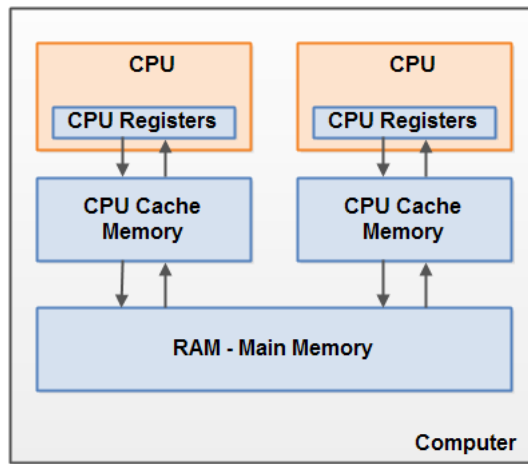 CPU
CPU
CPU Registers
CPU Registers
CPU Cache
Memory
CPU Cache
Memory
RAM - Main Memory
Computer